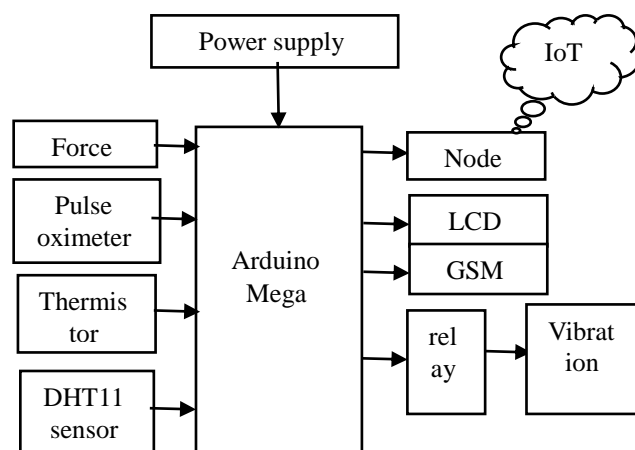 Power supply
IoT
Force
Node
Pulse
oximeter
LCD
Arduino
Mega
GSM
Thermis
tor
rel
ay
Vibrat
ion
DHT11
sensor